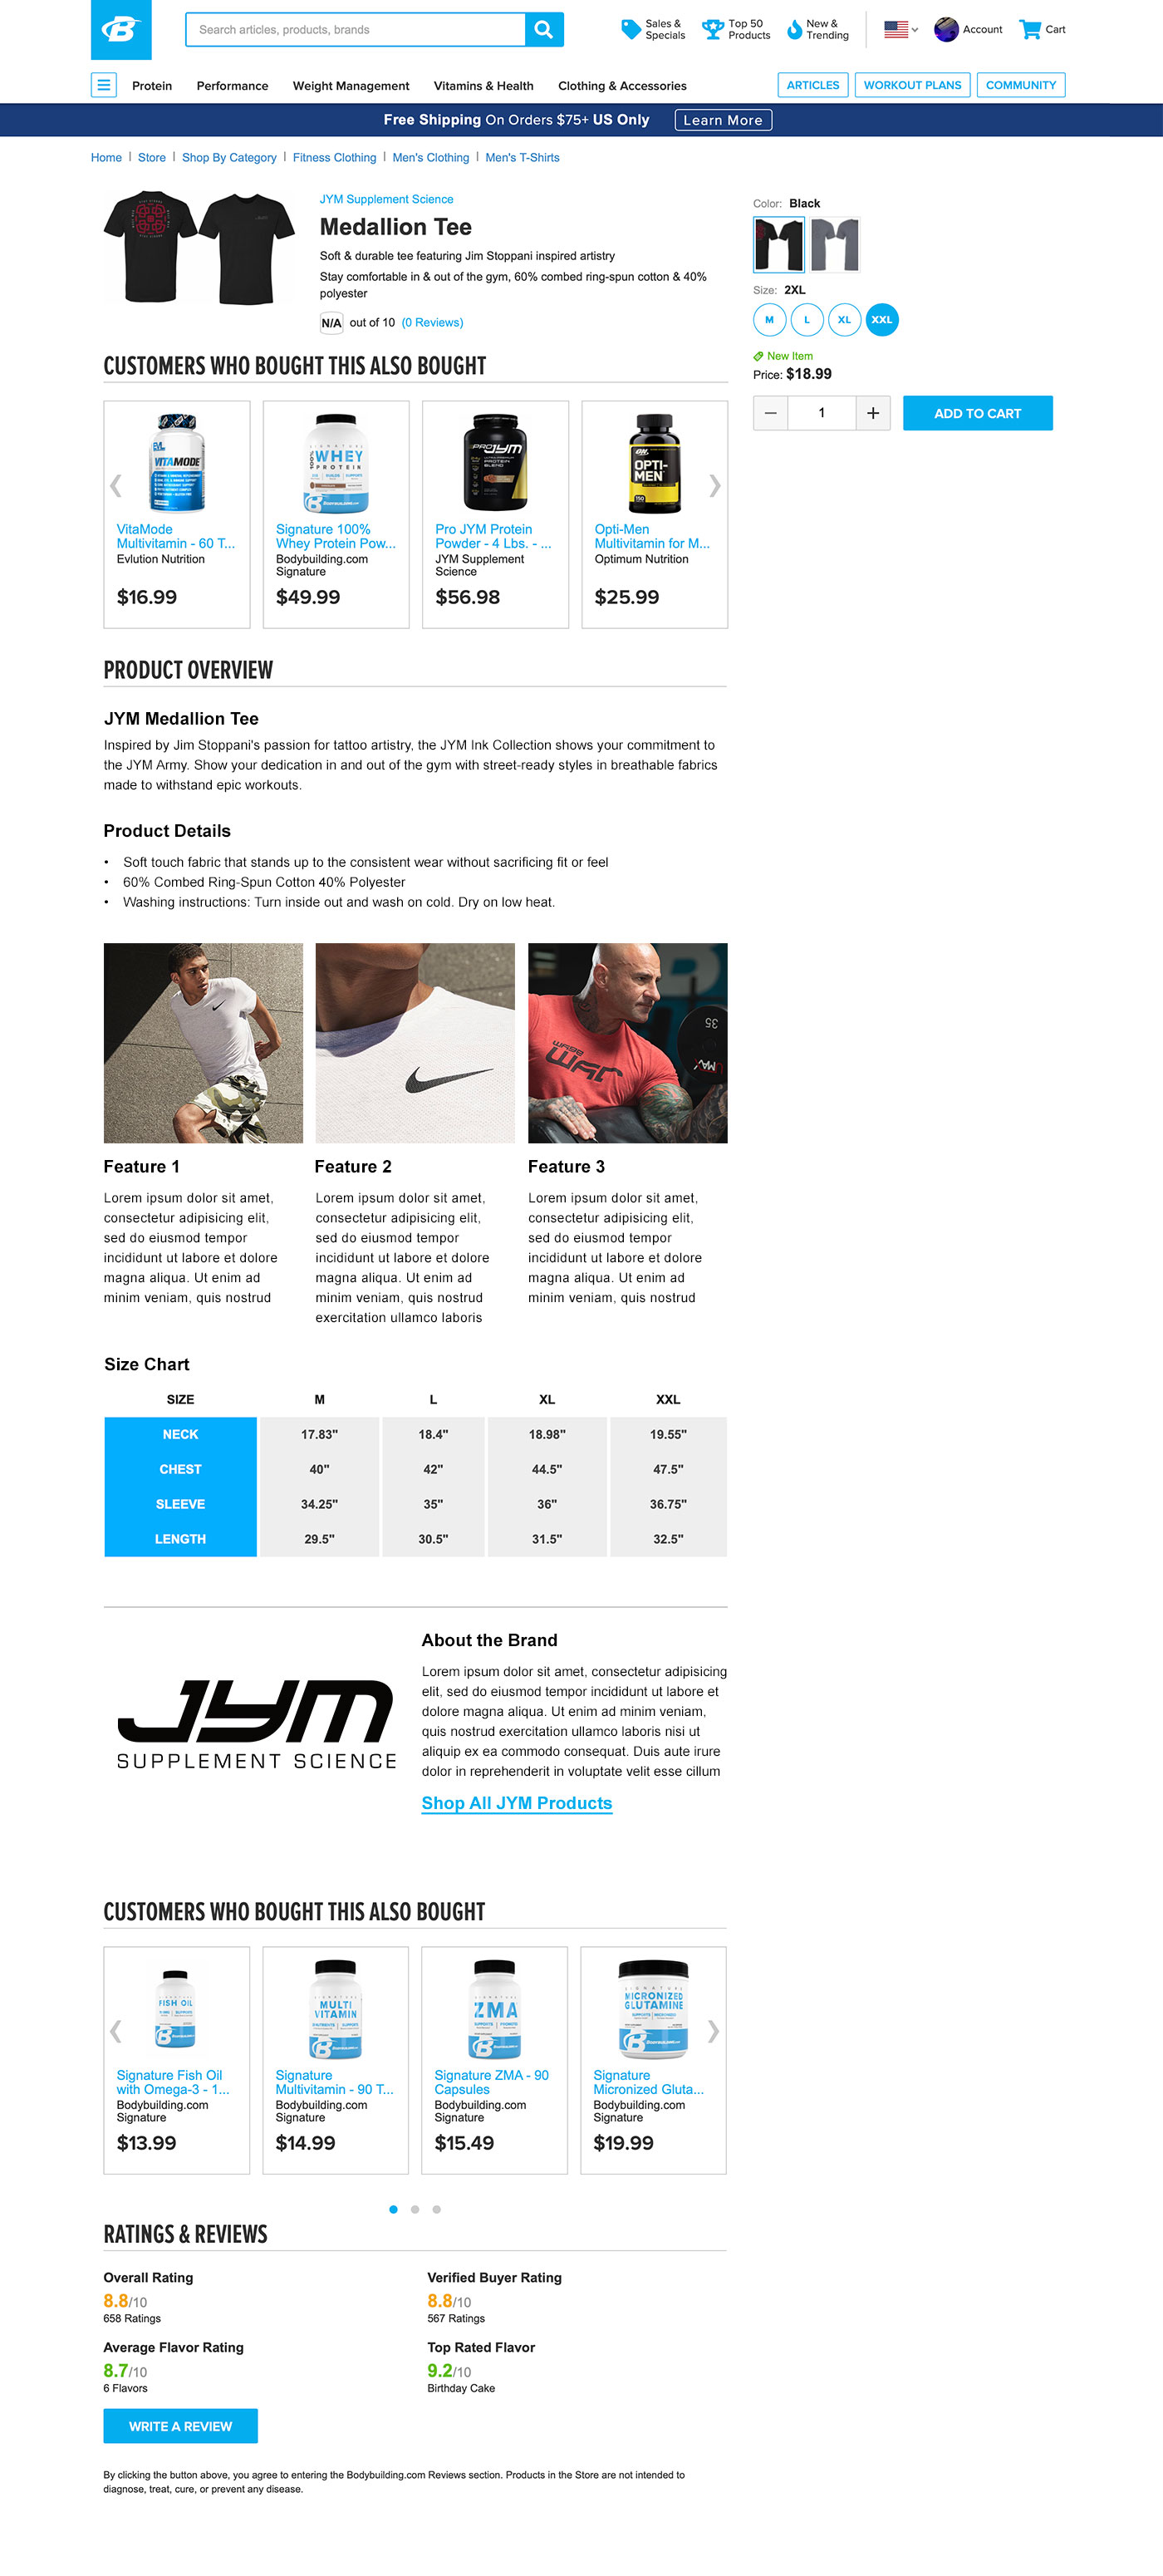 Search articles, products, brands
Sales &
Specials
Top 50
Products
New &
Trending
Account
Cart
Protein
Performance
Weight Management
Vitamins & Health
Clothing & Accessories
ARTICLES
WORKOUT PLANS
COMMUNITY
Free Shipping On Orders $75+ US Only
Learn More
Home | Store | Shop By Category | Fitness Clothing | Men's Clothing | Men's T-Shirts
JYM Supplement Science
Medallion Tee
Soft & durable tee featuring Jim Stoppani inspired artistry
Stay comfortable in & out of the gym, 60% combed ring-spun cotton & 40%
polyester
N/A out of 10 (0 Reviews)
Color: Black
Size: 2XL
M
L
XL
XXL
New Item
Price: $18.99
1
ADD TO CART
CUSTOMERS WHO BOUGHT THIS ALSO BOUGHT
EVL
VITAMODE
VitaMode
Multivitamin - 60 T...
Evlution Nutrition
$16.99
SIGNATURE
100% WHEY
PROTEIN
Signature 100%
Whey Protein Pow...
Bodybuilding.com
Signature
$49.99
PRO JYM
Pro JYM Protein
Powder - 4 Lbs. - ...
JYM Supplement
Science
$56.98
ON
OPTI-
MEN
150
Opti-Men
Multivitamin for M...
Optimum Nutrition
$25.99
PRODUCT OVERVIEW
JYM Medallion Tee
Inspired by Jim Stoppani's passion for tattoo artistry, the JYM Ink Collection shows your commitment to
the JYM Army. Show your dedication in and out of the gym with street-ready styles in breathable fabrics
made to withstand epic workouts.
Product Details
• Soft touch fabric that stands up to the consistent wear without sacrificing fit or feel
• 60% Combed Ring-Spun Cotton 40% Polyester
• Washing instructions: Turn inside out and wash on cold. Dry on low heat.
WAGE
WAR
35
Feature 1
Lorem ipsum dolor sit amet,
consectetur adipisicing elit,
sed do eiusmod tempor
incididunt ut labore et dolore
magna aliqua. Ut enim ad
minim veniam, quis nostrud
Feature 2
Lorem ipsum dolor sit amet,
consectetur adipisicing elit,
sed do eiusmod tempor
incididunt ut labore et dolore
magna aliqua. Ut enim ad
minim veniam, quis nostrud
exercitation ullamco laboris
Feature 3
Lorem ipsum dolor sit amet,
consectetur adipisicing elit,
sed do eiusmod tempor
incididunt ut labore et dolore
magna aliqua. Ut enim ad
minim veniam, quis nostrud
Size Chart
SIZE M L XL XXL
NECK 17.83" 18.4" 18.98" 19.55"
CHEST 40" 42" 44.5" 47.5"
SLEEVE 34.25" 35" 36" 36.75"
LENGTH 29.5" 30.5" 31.5" 32.5"
JYM
SUPPLEMENT SCIENCE
About the Brand
Lorem ipsum dolor sit amet, consectetur adipisicing
elit, sed do eiusmod tempor incididunt ut labore et
dolore magna aliqua. Ut enim ad minim veniam,
quis nostrud exercitation ullamco laboris nisi ut
aliquip ex ea commodo consequat. Duis aute irure
dolor in reprehenderit in voluptate velit esse cillum
Shop All JYM Products
CUSTOMERS WHO BOUGHT THIS ALSO BOUGHT
FISH OIL
Signature Fish Oil
with Omega-3 - 1...
Bodybuilding.com
Signature
$13.99
SIGNATURE
MULTI
VITAMIN
Signature
Multivitamin - 90 T...
Bodybuilding.com
Signature
$14.99
SIGNATURE
ZMA
Signature ZMA - 90
Capsules
Bodybuilding.com
Signature
$15.49
SIGNATURE
MICRONIZED
GLUTAMINE
Signature
Micronized Gluta...
Bodybuilding.com
Signature
$19.99
RATINGS & REVIEWS
Overall Rating
8.8/10
658 Ratings
Verified Buyer Rating
8.8/10
567 Ratings
Average Flavor Rating
8.7/10
6 Flavors
Top Rated Flavor
9.2/10
Birthday Cake
WRITE A REVIEW
By clicking the button above, you agree to entering the Bodybuilding.com Reviews section. Products in the Store are not intended to
diagnose, treat, cure, or prevent any disease.